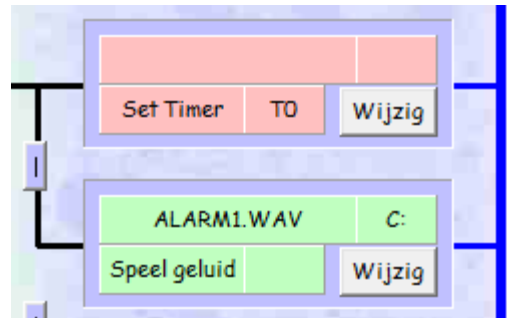 Set Timer T0 Wijzig
I
ALARM1.WAV C:
Speel geluid Wijzig